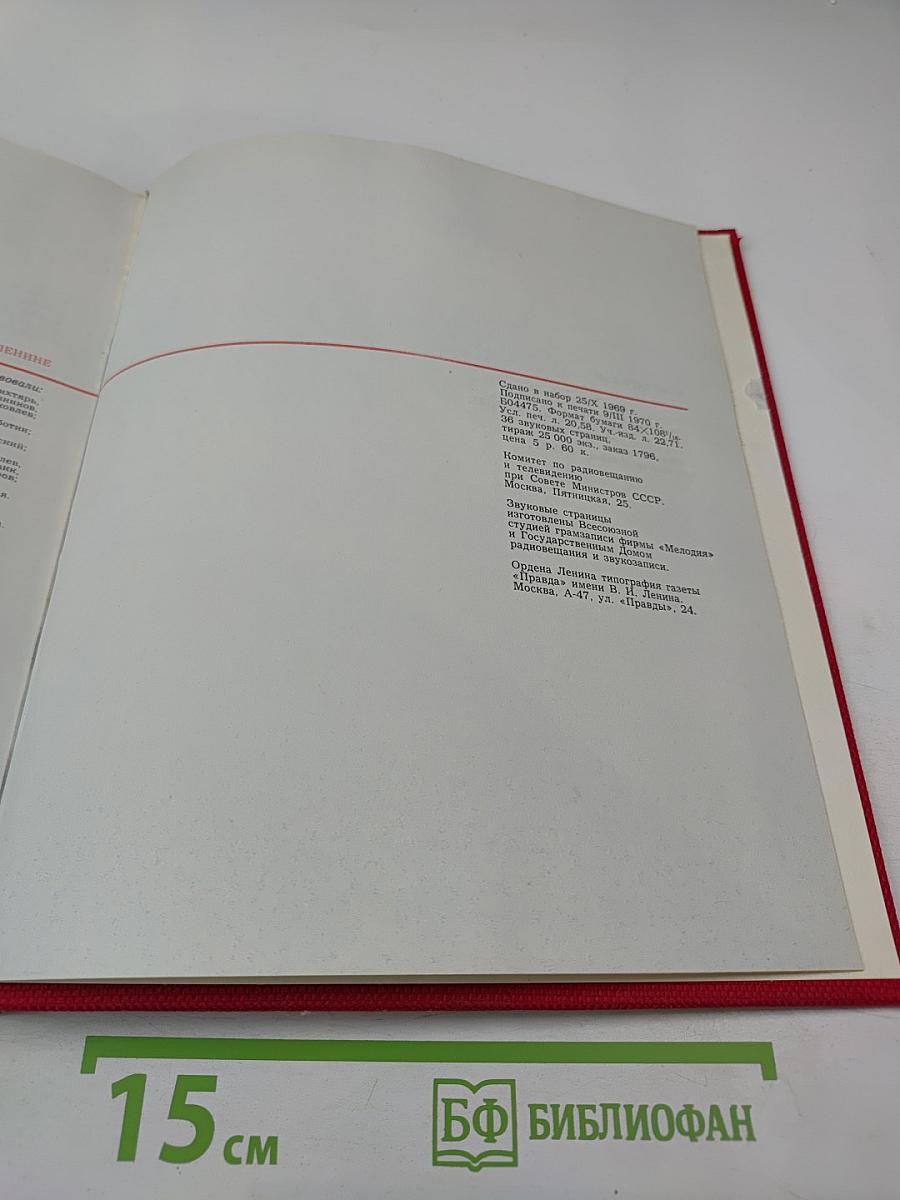 ЛЕНИНЕ
Сдано в набор 25/X 1969 г.
Подписано к печати 9/III 1970 г.
Б04475. Формат бумаги 84×108¹/₁₆.
Усл. печ. л. 20,58. Уч.-изд. л. 22,71.
36 звуковых страниц,
тираж 25 000 экз., заказ 1796,
цена 5 р. 60 к.
Комитет по радиовещанию
и телевидению
при Совете Министров СССР.
Москва, Пятницкая, 25.
Звуковые страницы
изготовлены Всесоюзной
студией грамзаписи фирмы «Мелодия»
и Государственным Домом
радиовещания и звукозаписи.
Ордена Ленина типография газеты
«Правда» имени В. И. Ленина.
Москва, А-47, ул. «Правды», 24.
15 см
БФ БИБЛИОФАН